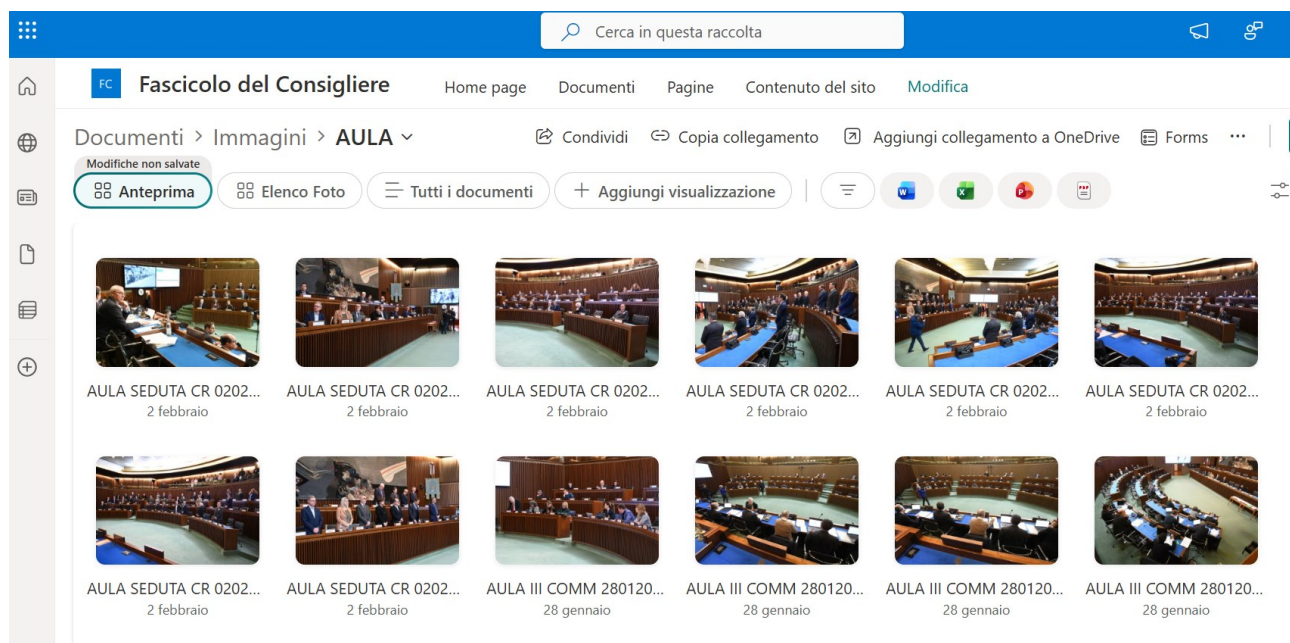 Cerca in questa raccolta
FC Fascicolo del Consigliere Home page Documenti Pagine Contenuto del sito Modifica
Documenti > Immagini > AULA Condividi Copia collegamento Aggiungi collegamento a OneDrive Forms ...
Modifiche non salvate
Anteprima Elenco Foto Tutti i documenti + Aggiungi visualizzazione
AULA SEDUTA CR 0202... AULA SEDUTA CR 0202... AULA SEDUTA CR 0202... AULA SEDUTA CR 0202... AULA SEDUTA CR 0202... AULA SEDUTA CR 0202...
2 febbraio 2 febbraio 2 febbraio 2 febbraio 2 febbraio 2 febbraio
AULA SEDUTA CR 0202... AULA SEDUTA CR 0202... AULA III COMM 280120... AULA III COMM 280120... AULA III COMM 280120... AULA III COMM 280120...
2 febbraio 2 febbraio 28 gennaio 28 gennaio 28 gennaio 28 gennaio